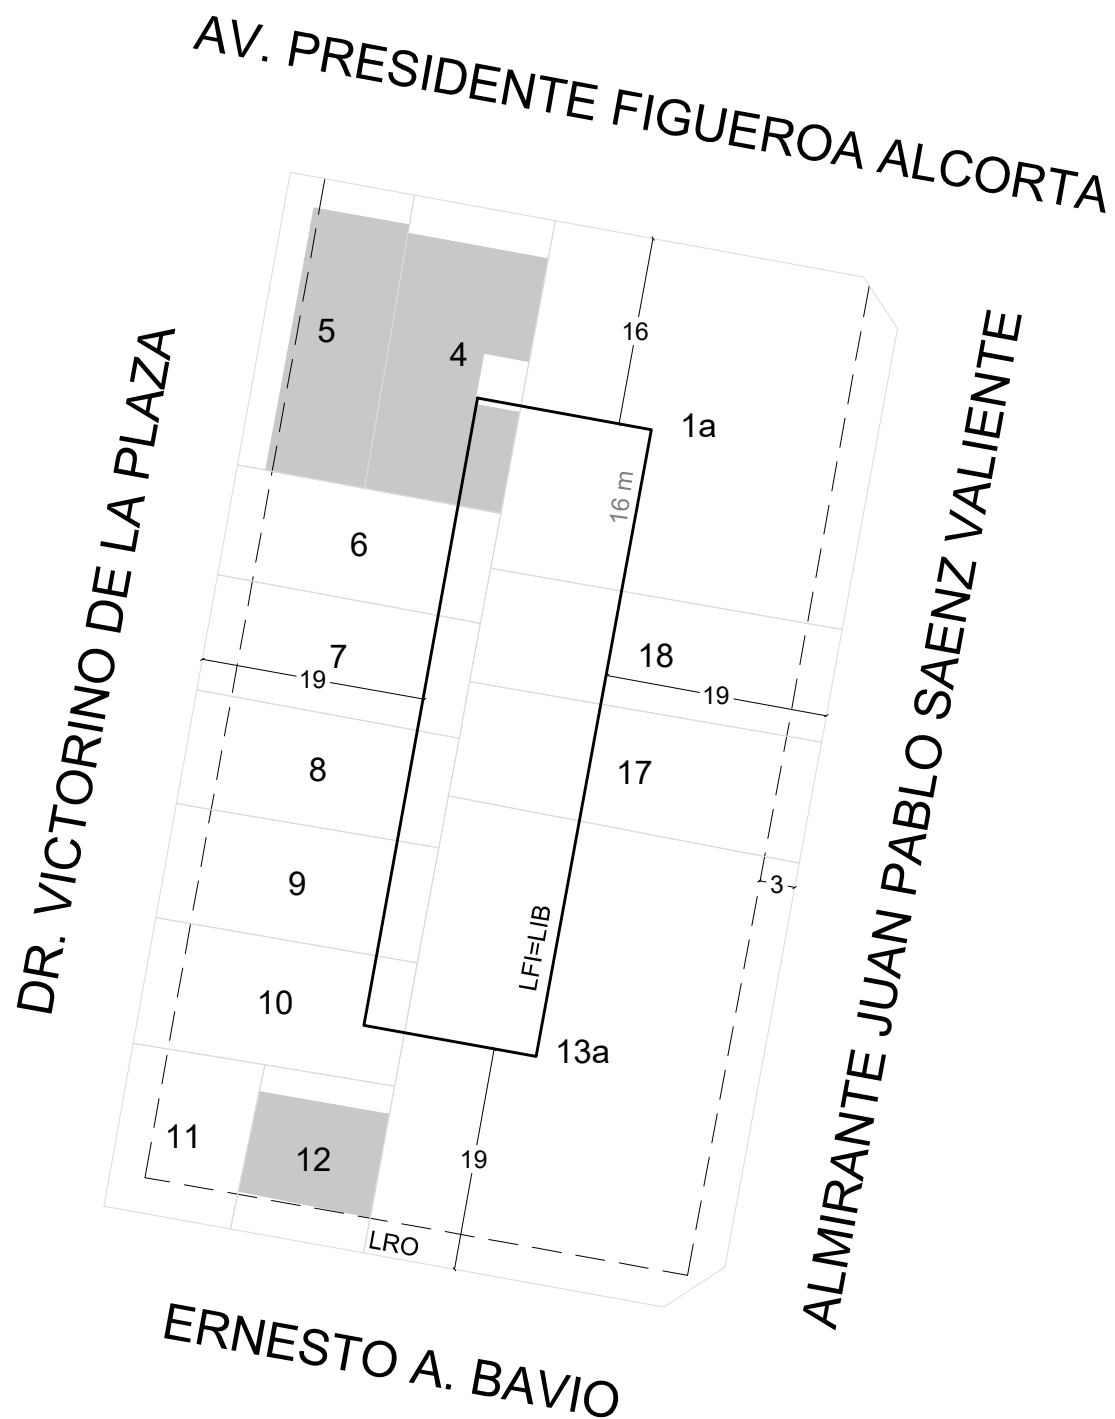 AV. PRESIDENTE FIGUEROA ALCORTA
5
4
16
1a
DR. VICTORINO DE LA PLAZA
ALMIRANTE JUAN PABLO SAENZ VALIENTE
16 m
6
7
19
18
19
8
17
9
3
LFI=LIB
10
13a
11
12
19
LRO
ERNESTO A. BAVIO